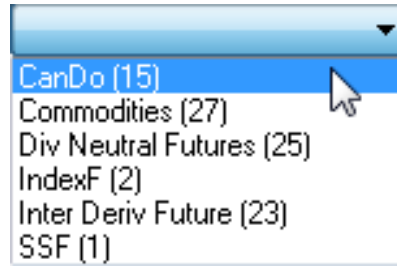 CanDo (15)
Commodities (27)
Div Neutral Futures (25)
IndexF (2)
Inter Deriv Future (23)
SSF (1)